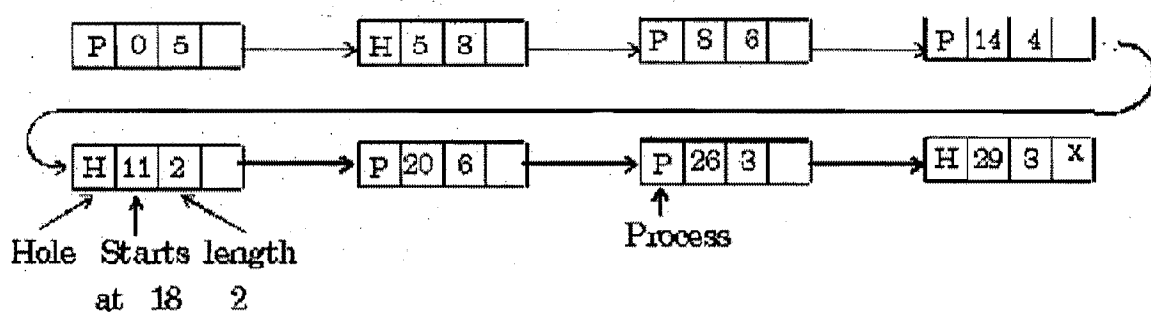 P 0 5 H 5 3 P 8 6 P 14 4
H 11 2 P 20 6 P 26 3 H 29 3 X
Hole Starts length Process
at 18 2